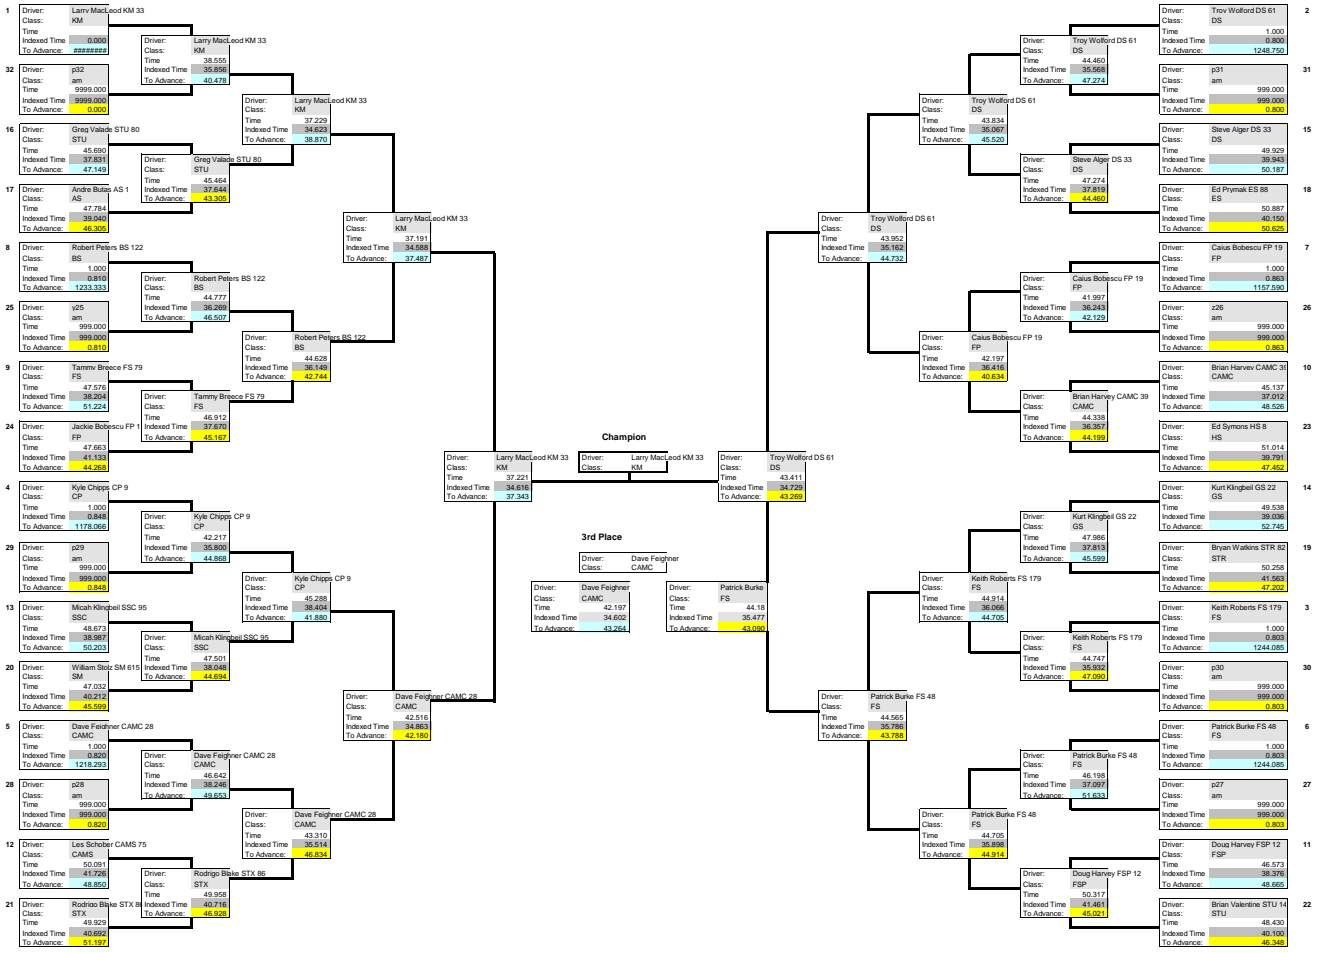 1
Driver: Larry MacLeod KM 33
Class: KM
Time
Indexed Time 0.000
To Advance: ########
32
Driver: p32
Class: am
Time 9999.000
Indexed Time 9999.000
To Advance: 0.000
16
Driver: Greg Valade STU 80
Class: STU
Time 45.690
Indexed Time 37.831
To Advance: 47.149
17
Driver: Andre Butas AS 1
Class: AS
Time 47.784
Indexed Time 39.040
To Advance: 46.305
8
Driver: Robert Peters BS 122
Class: BS
Time 1.000
Indexed Time 0.810
To Advance: 1233.333
25
Driver: y25
Class: am
Time 999.000
Indexed Time 999.000
To Advance: 0.810
9
Driver: Tammy Breece FS 79
Class: FS
Time 47.576
Indexed Time 38.204
To Advance: 51.224
24
Driver: Jackie Bobescu FP 1
Class: FP
Time 47.663
Indexed Time 41.133
To Advance: 44.268
4
Driver: Kyle Chipps CP 9
Class: CP
Time 1.000
Indexed Time 0.848
To Advance: 1178.066
29
Driver: p29
Class: am
Time 999.000
Indexed Time 999.000
To Advance: 0.848
13
Driver: Micah Klingbeil SSC 95
Class: SSC
Time 48.673
Indexed Time 38.987
To Advance: 50.203
20
Driver: William Stolz SM 615
Class: SM
Time 47.032
Indexed Time 40.212
To Advance: 45.599
5
Driver: Dave Feighner CAMC 28
Class: CAMC
Time 1.000
Indexed Time 0.820
To Advance: 1218.293
28
Driver: p28
Class: am
Time 999.000
Indexed Time 999.000
To Advance: 0.820
12
Driver: Les Schober CAMS 75
Class: CAMS
Time 50.091
Indexed Time 41.726
To Advance: 48.850
21
Driver: Rodrigo Blake STX 86
Class: STX
Time 49.929
Indexed Time 40.692
To Advance: 51.197
Driver: Larry MacLeod KM 33
Class: KM
Time 38.555
Indexed Time 35.856
To Advance: 40.478
Driver: Greg Valade STU 80
Class: STU
Time 45.464
Indexed Time 37.644
To Advance: 43.305
Driver: Robert Peters BS 122
Class: BS
Time 44.777
Indexed Time 36.269
To Advance: 46.507
Driver: Tammy Breece FS 79
Class: FS
Time 46.912
Indexed Time 37.670
To Advance: 45.167
Driver: Kyle Chipps CP 9
Class: CP
Time 42.217
Indexed Time 35.800
To Advance: 44.868
Driver: Micah Klingbeil SSC 95
Class: SSC
Time 47.501
Indexed Time 38.048
To Advance: 44.694
Driver: Dave Feighner CAMC 28
Class: CAMC
Time 46.642
Indexed Time 38.246
To Advance: 49.653
Driver: Rodrigo Blake STX 86
Class: STX
Time 49.958
Indexed Time 40.716
To Advance: 46.928
Driver: Larry MacLeod KM 33
Class: KM
Time 37.229
Indexed Time 34.623
To Advance: 38.870
Driver: Robert Peters BS 122
Class: BS
Time 44.628
Indexed Time 36.149
To Advance: 42.744
Driver: Kyle Chipps CP 9
Class: CP
Time 45.288
Indexed Time 38.404
To Advance: 41.880
Driver: Dave Feighner CAMC 28
Class: CAMC
Time 43.310
Indexed Time 35.514
To Advance: 46.834
Driver: Larry MacLeod KM 33
Class: KM
Time 37.191
Indexed Time 34.588
To Advance: 37.487
Driver: Dave Feighner CAMC 28
Class: CAMC
Time 42.516
Indexed Time 34.863
To Advance: 42.180
Driver: Larry MacLeod KM 33
Class: KM
Time 37.221
Indexed Time 34.616
To Advance: 37.343
Champion
Driver: Larry MacLeod KM 33
Class: KM
3rd Place
Driver: Dave Feighner
Class: CAMC
Driver: Dave Feighner
Class: CAMC
Time 42.197
Indexed Time 34.602
To Advance: 43.264
Driver: Patrick Burke
Class: FS
Time 44.18
Indexed Time 35.477
To Advance: 43.090
Driver: Troy Wolford DS 61
Class: DS
Time 43.411
Indexed Time 34.729
To Advance: 43.269
Driver: Troy Wolford DS 61
Class: DS
Time 43.952
Indexed Time 35.162
To Advance: 44.732
Driver: Patrick Burke FS 48
Class: FS
Time 44.565
Indexed Time 35.786
To Advance: 43.788
Driver: Troy Wolford DS 61
Class: DS
Time 43.834
Indexed Time 35.067
To Advance: 45.520
Driver: Caius Bobescu FP 19
Class: FP
Time 42.197
Indexed Time 36.416
To Advance: 40.634
Driver: Keith Roberts FS 179
Class: FS
Time 44.914
Indexed Time 36.066
To Advance: 44.705
Driver: Patrick Burke FS 48
Class: FS
Time 44.705
Indexed Time 35.898
To Advance: 44.914
Driver: Troy Wolford DS 61
Class: DS
Time 44.460
Indexed Time 35.568
To Advance: 47.274
Driver: Steve Alger DS 33
Class: DS
Time 47.274
Indexed Time 37.819
To Advance: 44.460
Driver: Caius Bobescu FP 19
Class: FP
Time 41.997
Indexed Time 36.243
To Advance: 42.129
Driver: Brian Harvey CAMC 39
Class: CAMC
Time 44.338
Indexed Time 36.357
To Advance: 44.199
Driver: Kurt Klingbeil GS 22
Class: GS
Time 47.986
Indexed Time 37.813
To Advance: 45.599
Driver: Keith Roberts FS 179
Class: FS
Time 44.747
Indexed Time 35.932
To Advance: 47.090
Driver: Patrick Burke FS 48
Class: FS
Time 46.198
Indexed Time 37.097
To Advance: 51.633
Driver: Doug Harvey FSP 12
Class: FSP
Time 50.317
Indexed Time 41.461
To Advance: 45.021
Driver: Troy Wolford DS 61 2
Class: DS
Time 1.000
Indexed Time 0.800
To Advance: 1248.750
Driver: p31 31
Class: am
Time 999.000
Indexed Time 999.000
To Advance: 0.800
Driver: Steve Alger DS 33 15
Class: DS
Time 49.929
Indexed Time 39.943
To Advance: 50.187
Driver: Ed Prymak ES 88 18
Class: ES
Time 50.887
Indexed Time 40.150
To Advance: 50.625
Driver: Caius Bobescu FP 19 7
Class: FP
Time 1.000
Indexed Time 0.863
To Advance: 1157.590
Driver: z26 26
Class: am
Time 999.000
Indexed Time 999.000
To Advance: 0.863
Driver: Brian Harvey CAMC 39 10
Class: CAMC
Time 45.137
Indexed Time 37.012
To Advance: 48.526
Driver: Ed Symons HS 8 23
Class: HS
Time 51.014
Indexed Time 39.791
To Advance: 47.452
Driver: Kurt Klingbeil GS 22 14
Class: GS
Time 49.538
Indexed Time 39.036
To Advance: 52.745
Driver: Bryan Watkins STR 82 19
Class: STR
Time 50.258
Indexed Time 41.563
To Advance: 47.202
Driver: Keith Roberts FS 179 3
Class: FS
Time 1.000
Indexed Time 0.803
To Advance: 1244.085
Driver: p30 30
Class: am
Time 999.000
Indexed Time 999.000
To Advance: 0.803
Driver: Patrick Burke FS 48 6
Class: FS
Time 1.000
Indexed Time 0.803
To Advance: 1244.085
Driver: p27 27
Class: am
Time 999.000
Indexed Time 999.000
To Advance: 0.803
Driver: Doug Harvey FSP 12 11
Class: FSP
Time 46.573
Indexed Time 38.376
To Advance: 48.665
Driver: Brian Valentine STU 14 22
Class: STU
Time 48.430
Indexed Time 40.100
To Advance: 46.348